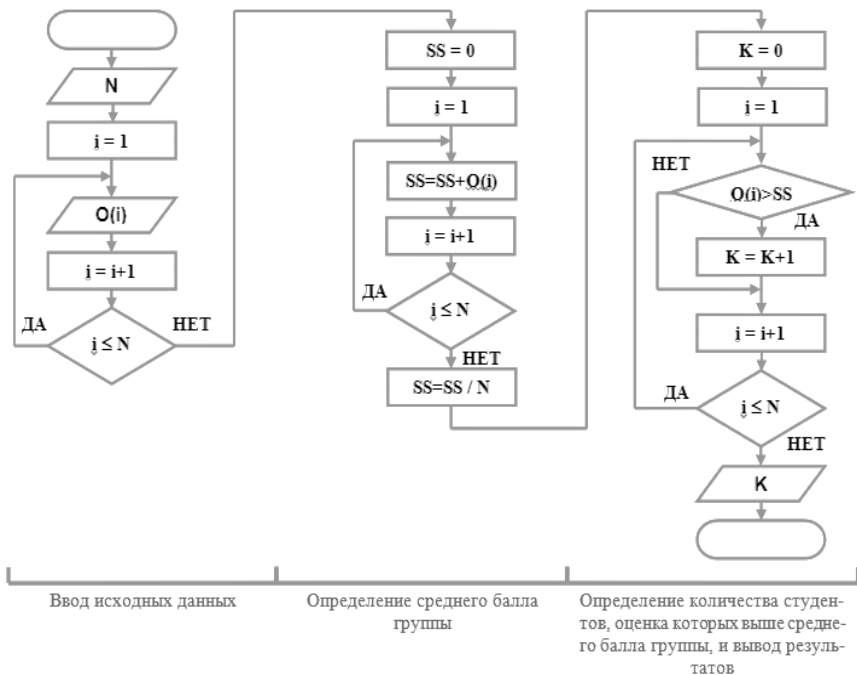 N
i = 1
O(i)
i = i+1
ДА
НЕТ
i ≤ N
SS = 0
i = 1
SS=SS+O(i)
i = i+1
ДА
i ≤ N
НЕТ
SS=SS / N
K = 0
i = 1
НЕТ
O(i)>SS
ДА
K = K+1
i = i+1
ДА
i ≤ N
НЕТ
K
Ввод исходных данных
Определение среднего балла
группы
Определение количества студен-
тов, оценка которых выше средне-
го балла группы, и вывод резуль-
татов